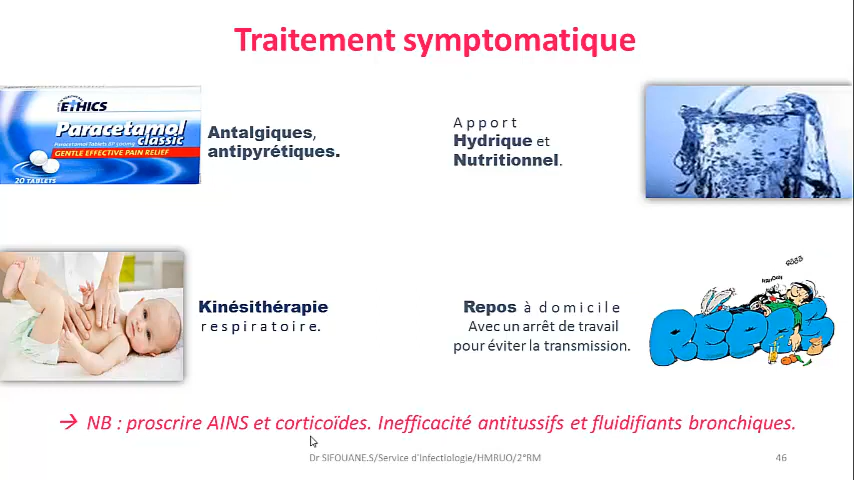 Traitement symptomatique
ETHICS
Paracetamol
classic
GENTLE EFFECTIVE PAIN RELIEF
20 TABLETS
Antalgiques,
antipyrétiques.
Apport
Hydrique et
Nutritionnel.
Kinésithérapie
respiratoire.
Repos à domicile
Avec un arrêt de travail
pour éviter la transmission.
REPOS
→ NB : proscrire AINS et corticoïdes. Inefficacité antitussifs et fluidifiants bronchiques.
Dr SIFOUANE.S/Service d'Infectiologie/HMRUO/2°RM
46